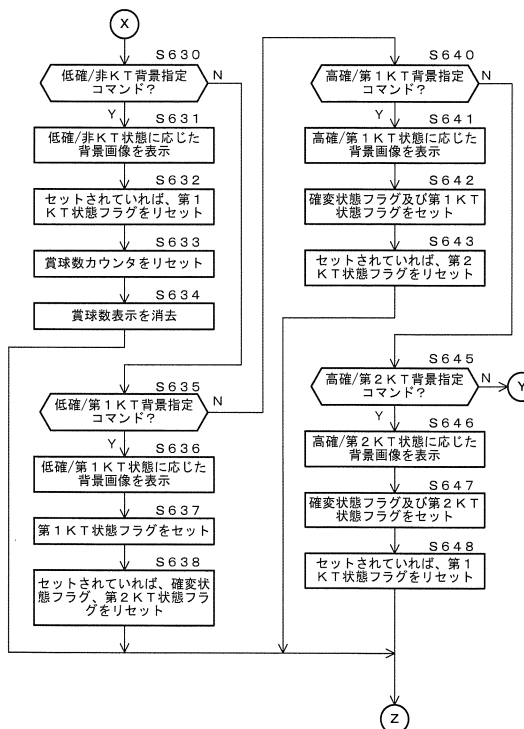 X
S630
低確/非KT背景指定
コマンド?
N
Y
S631
低確/非KT状態に応じた
背景画像を表示
S632
セットされていれば、第1
KT状態フラグをリセット
S633
賞球数カウンタをリセット
S634
賞球数表示を消去
S635
低確/第1KT背景指定
コマンド?
N
Y
S636
低確/第1KT状態に応じた
背景画像を表示
S637
第1KT状態フラグをセット
S638
セットされていれば、確変状
態フラグ、第2KT状態フラ
グをリセット
S640
高確/第1KT背景指定
コマンド?
N
Y
S641
高確/第1KT状態に応じた
背景画像を表示
S642
確変状態フラグ及び第1KT
状態フラグをセット
S643
セットされていれば、第2
KT状態フラグをリセット
S645
高確/第2KT背景指定
コマンド?
N
Y
Y
S646
高確/第2KT状態に応じた
背景画像を表示
S647
確変状態フラグ及び第2KT
状態フラグをセット
S648
セットされていれば、第1
KT状態フラグをリセット
Z